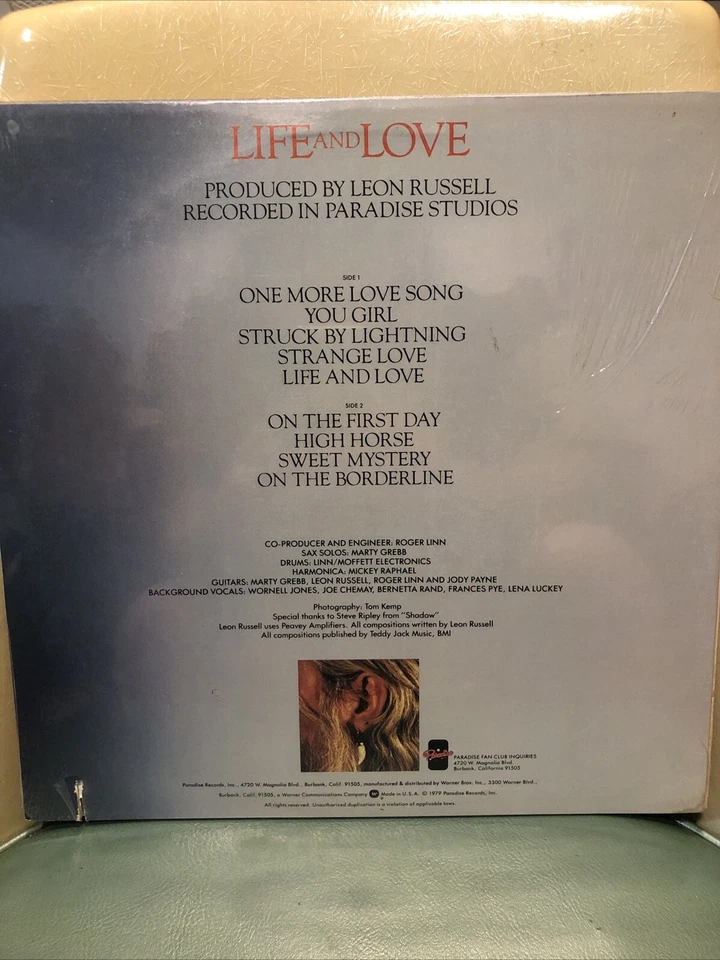 LIFE AND LOVE
PRODUCED BY LEON RUSSELL
RECORDED IN PARADISE STUDIOS
SIDE 1
ONE MORE LOVE SONG
YOU GIRL
STRUCK BY LIGHTNING
STRANGE LOVE
LIFE AND LOVE
SIDE 2
ON THE FIRST DAY
HIGH HORSE
SWEET MYSTERY
ON THE BORDERLINE
CO-PRODUCER AND ENGINEER: ROGER LINN
SAX SOLOS: MARTY GREBB
DRUMS: LINN/MOFFETT ELECTRONICS
HARMONICA: MICKEY RAPHAEL
GUITARS: MARTY GREBB, LEON RUSSELL, ROGER LINN AND JODY PAYNE
BACKGROUND VOCALS: WORNELL JONES, JOE CHEMAY, BERNETTA RAND, FRANCES PYE, LENA LUCKEY
Photography: Tom Kemp
Special thanks to Steve Ripley from "Shadow"
Leon Russell uses Peavey Amplifiers. All compositions written by Leon Russell
All compositions published by Teddy Jack Music, BMI
Paradise
PARADISE FAN CLUB INQUIRIES
4720 W. Magnolia Blvd.
Burbank, California 91505
Paradise Records, Inc., 4720 W. Magnolia Blvd., Burbank, Calif. 91505, manufactured & distributed by Warner Bros. Inc., 3300 Warner Blvd.,
Burbank, Calif. 91505, a Warner Communications Company W Made in U.S.A. © 1979 Paradise Records, Inc.
All rights reserved. Unauthorized duplication is a violation of applicable laws.